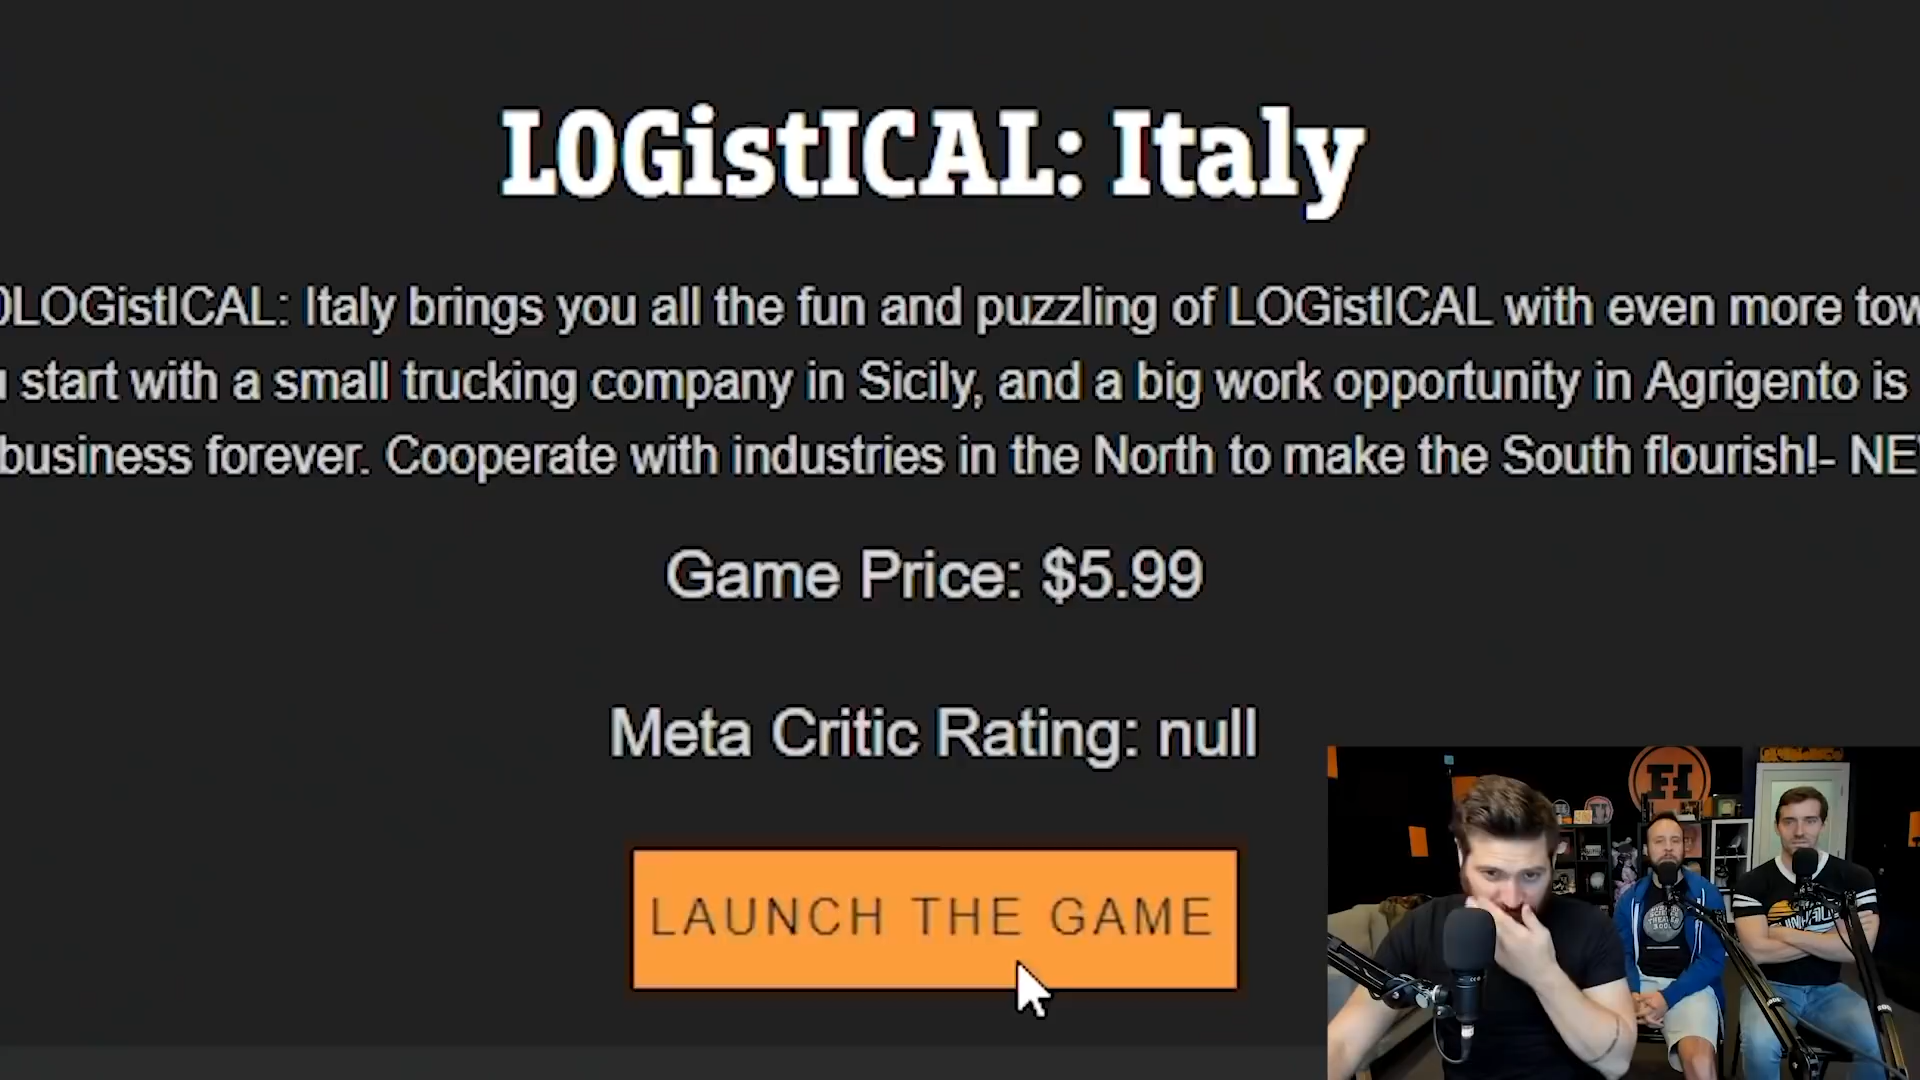 LOGistICAL: Italy
LOGistICAL: Italy brings you all the fun and puzzling of LOGistICAL with even more
start with a small trucking company in Sicily, and a big work opportunity in Agrigento is
business forever. Cooperate with industries in the North to make the South flourish!-
Game Price: $5.99
Meta Critic Rating: null
LAUNCH THE GAME